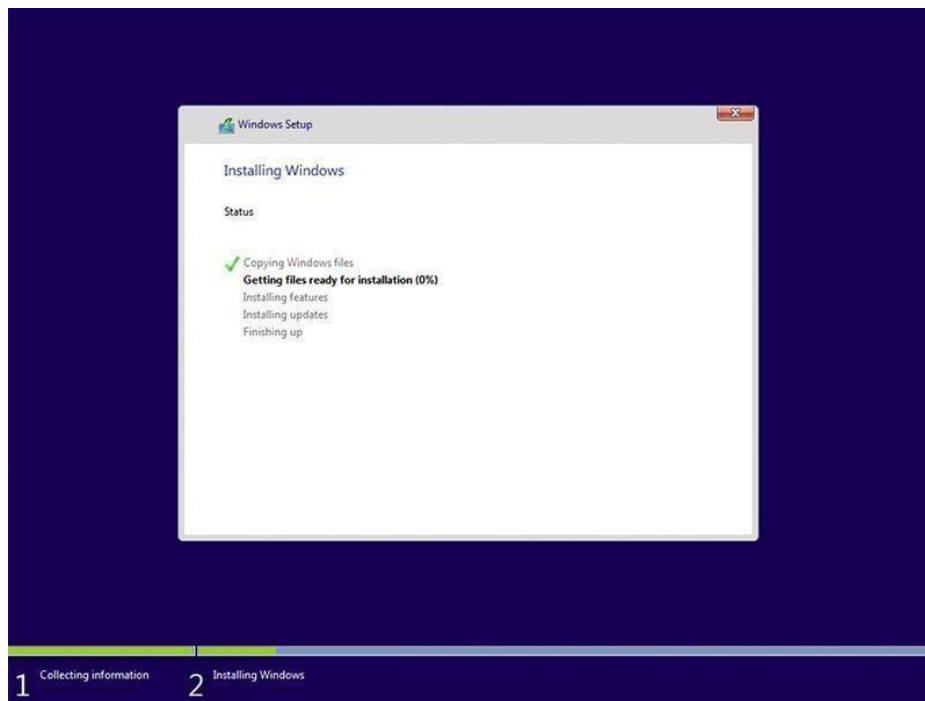 Windows Setup
Installing Windows
Status
Copying Windows files
Getting files ready for installation (0%)
Installing features
Installing updates
Finishing up
1 Collecting information
2 Installing Windows